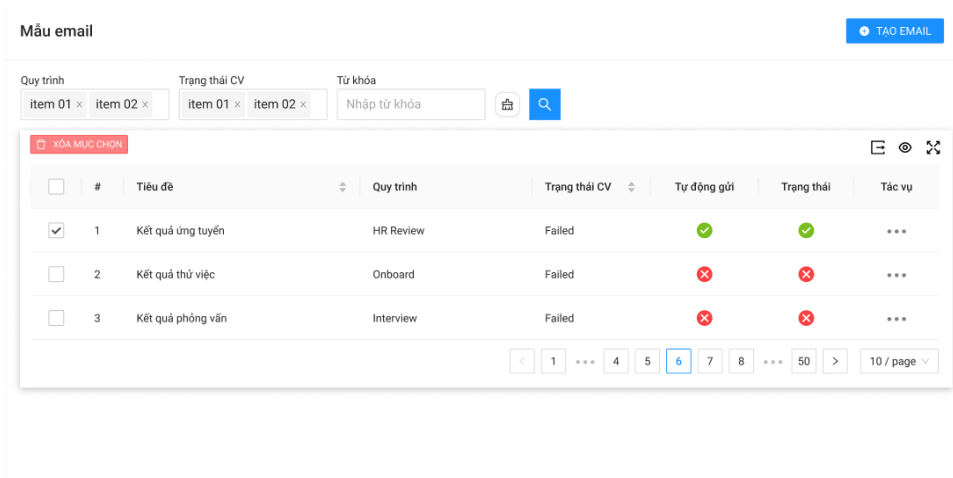 Mẫu email
TẠO EMAIL
Quy trình Trạng thái CV Từ khóa
item 01 × item 02 × item 01 × item 02 × Nhập từ khóa
XÓA MỤC CHỌN
# Tiêu đề Quy trình Trạng thái CV Tự động gửi Trạng thái Tác vụ
1 Kết quả ứng tuyển HR Review Failed
2 Kết quả thử việc Onboard Failed
3 Kết quả phỏng vấn Interview Failed
< 1 ••• 4 5 6 7 8 ••• 50 > 10 / page